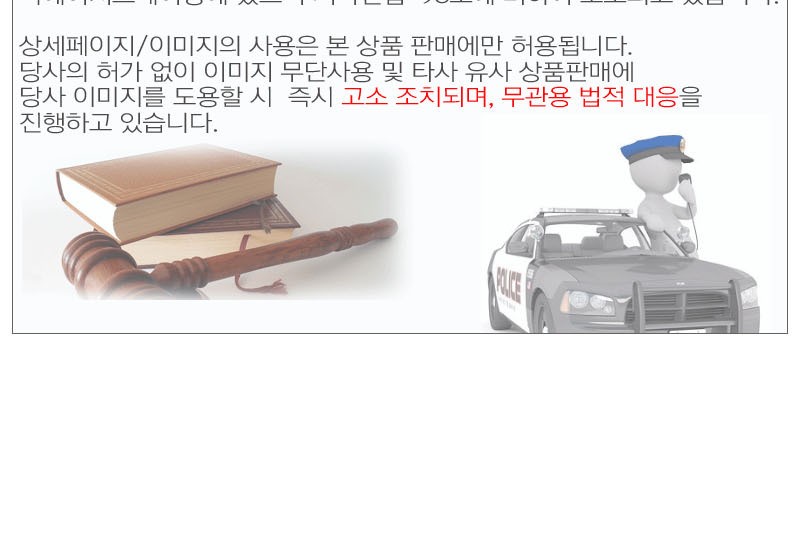 상세페이지/이미지의 사용은 본 상품 판매에만 허용됩니다.
당사의 허가 없이 이미지 무단사용 및 타사 유사 상품판매에
당사 이미지를 도용할 시 즉시 고소 조치되며, 무관용 법적 대응을
진행하고 있습니다.
POLICE